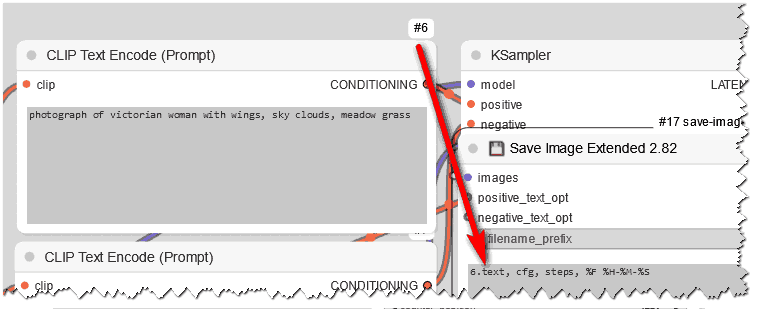 #6
CLIP Text Encode (Prompt)
clip
CONDITIONING
photograph of victorian woman with wings, sky clouds, meadow grass
KSampler
model
positive
negative
#17 save-imag
💾 Save Image Extended 2.82
images
positive_text_opt
negative_text_opt
filename_prefix
6.text, cfg, steps, %F %H-%M-%S
CLIP Text Encode (Prompt)
clip
CONDITIONING